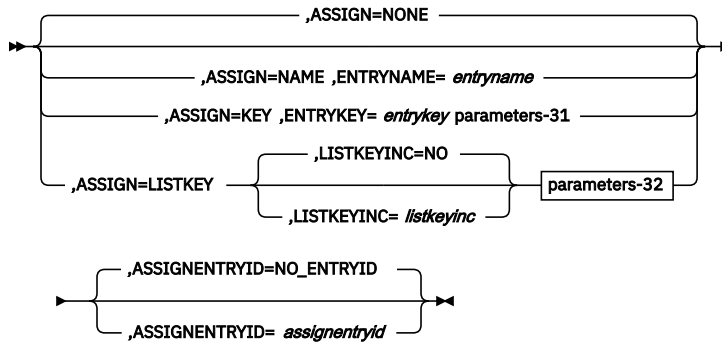 ,ASSIGN=NONE
,ASSIGN=NAME ,ENTRYNAME= entryname
,ASSIGN=KEY ,ENTRYKEY= entrykey parameters-31
,ASSIGN=LISTKEY
,LISTKEYINC=NO
,LISTKEYINC= listkeyinc
parameters-32
,ASSIGNENTRYID=NO_ENTRYID
,ASSIGNENTRYID= assignentryid